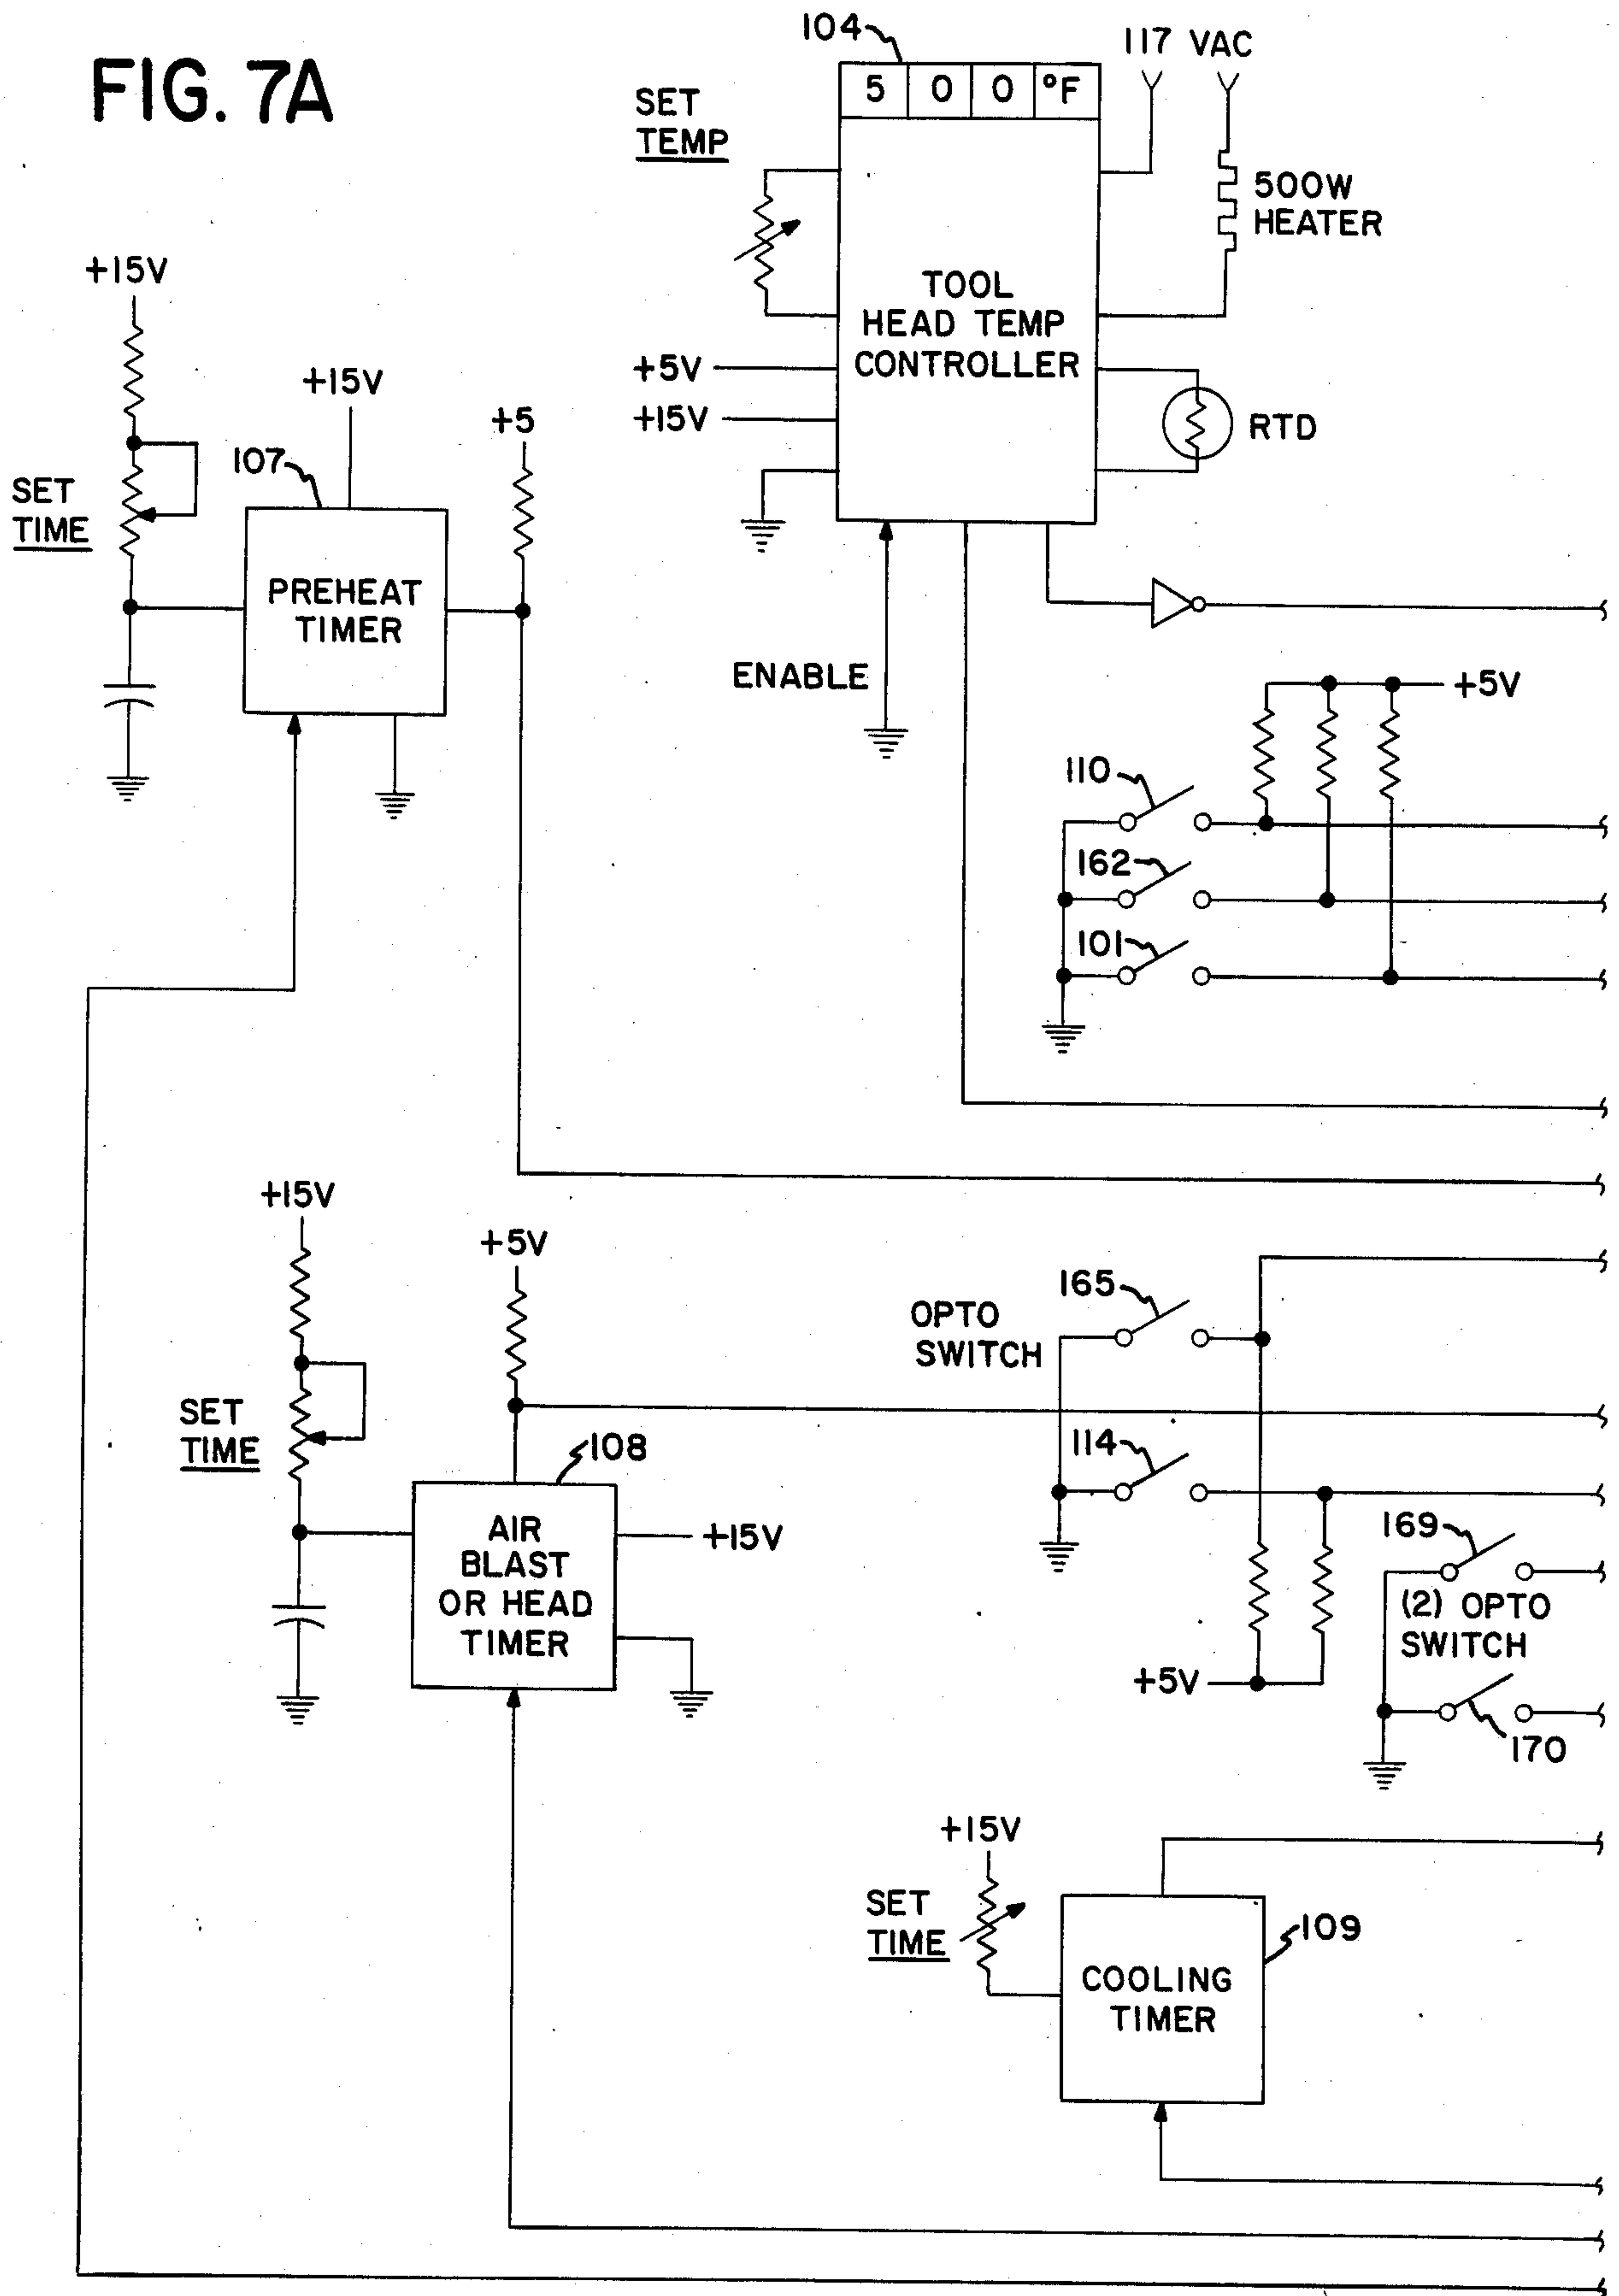 FIG. 7A
104
117 VAC
5 0 0 °F
SET
TEMP
500W
HEATER
TOOL
HEAD TEMP
CONTROLLER
+5V
+15V
RTD
ENABLE
+15V
+15V
+5
107
SET
TIME
PREHEAT
TIMER
+5V
110
162
101
+15V
+5V
SET
TIME
108
AIR
BLAST
OR HEAD
TIMER
+15V
OPTO
SWITCH
165
114
169
(2) OPTO
SWITCH
+5V
170
+15V
SET
TIME
109
COOLING
TIMER